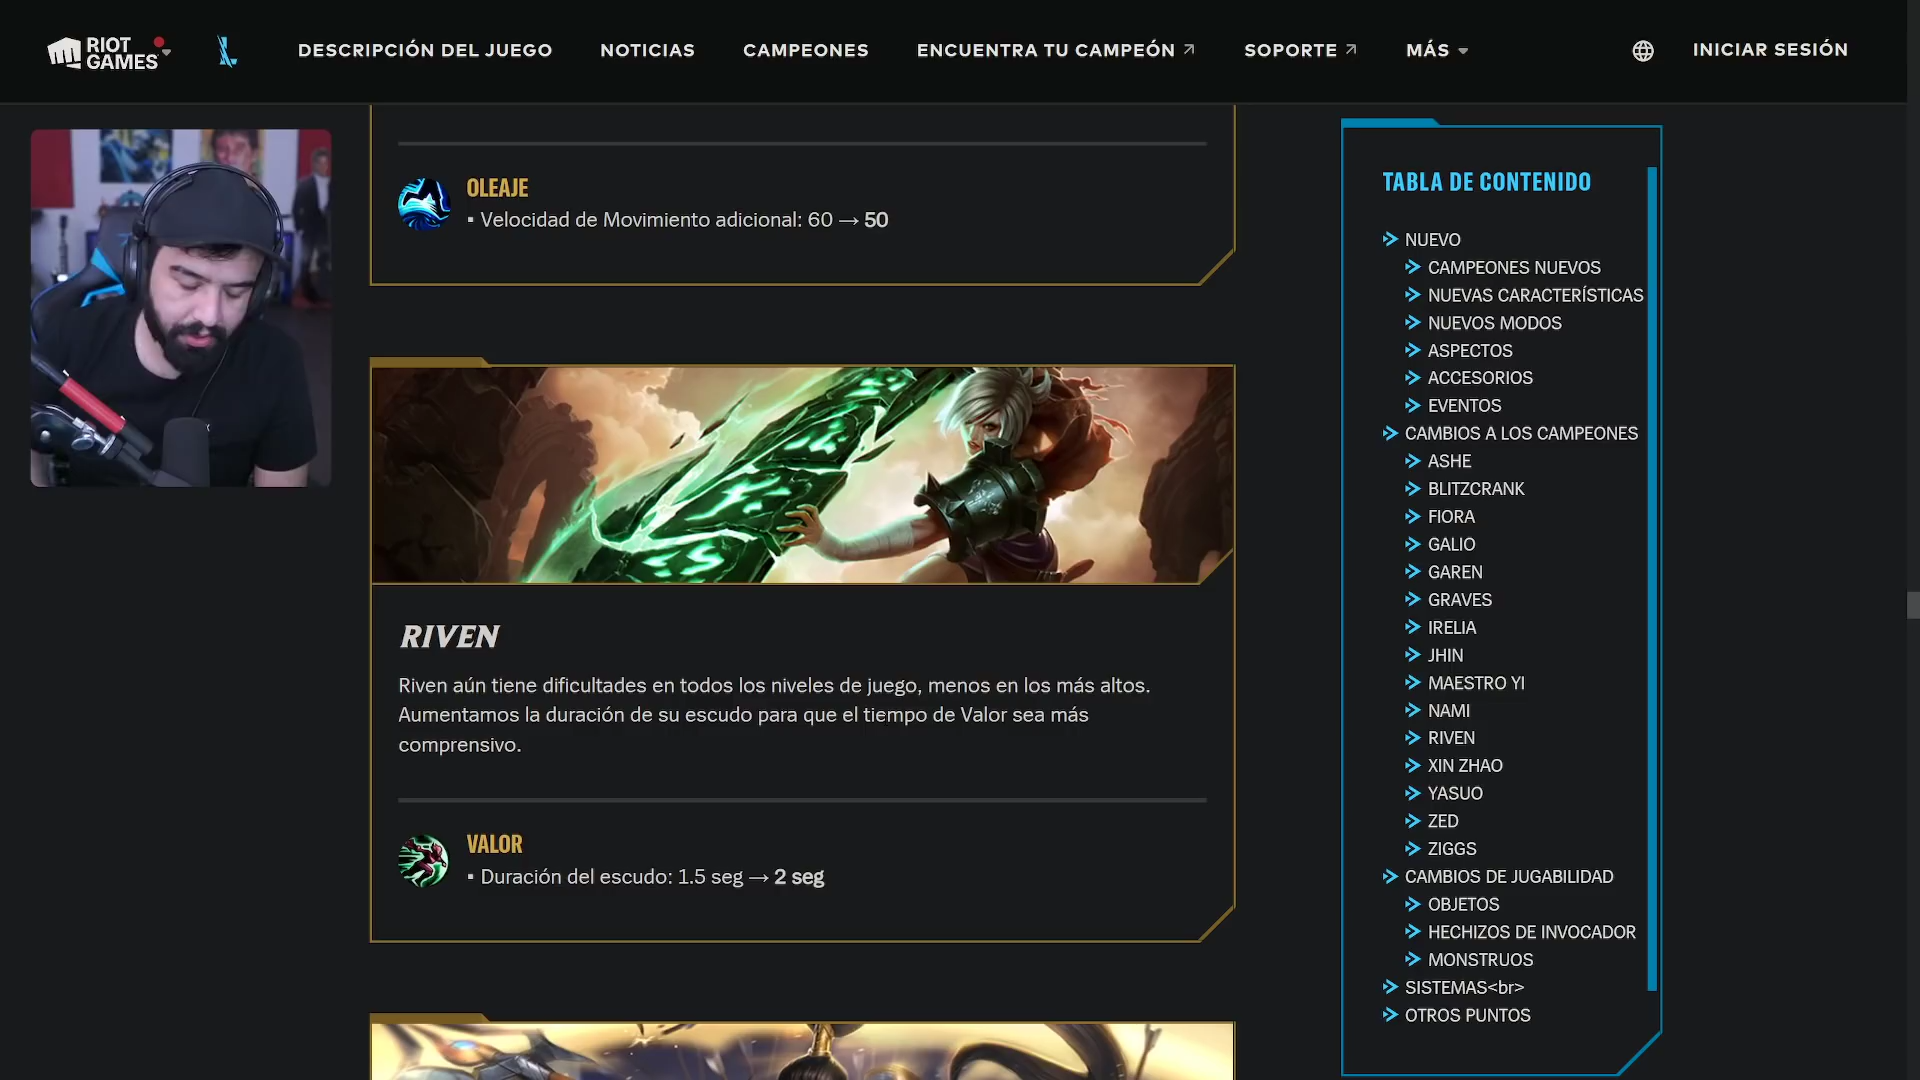 RIOT GAMES
DESCRIPCIÓN DEL JUEGO
NOTICIAS
CAMPEONES
ENCUENTRA TU CAMPEÓN
SOPORTE
MÁS
INICIAR SESIÓN
OLEAJE
▪ Velocidad de Movimiento adicional: 60 → 50
RIVEN
Riven aún tiene dificultades en todos los niveles de juego, menos en los más altos.
Aumentamos la duración de su escudo para que el tiempo de Valor sea más
comprensivo.
VALOR
▪ Duración del escudo: 1.5 seg → 2 seg
TABLA DE CONTENIDO
NUEVO
CAMPEONES NUEVOS
NUEVAS CARACTERÍSTICAS
NUEVOS MODOS
ASPECTOS
ACCESORIOS
EVENTOS
CAMBIOS A LOS CAMPEONES
ASHE
BLITZCRANK
FIORA
GALIO
GAREN
GRAVES
IRELIA
JHIN
MAESTRO YI
NAMI
RIVEN
XIN ZHAO
YASUO
ZED
ZIGGS
CAMBIOS DE JUGABILIDAD
OBJETOS
HECHIZOS DE INVOCADOR
MONSTRUOS
SISTEMAS<br>
OTROS PUNTOS